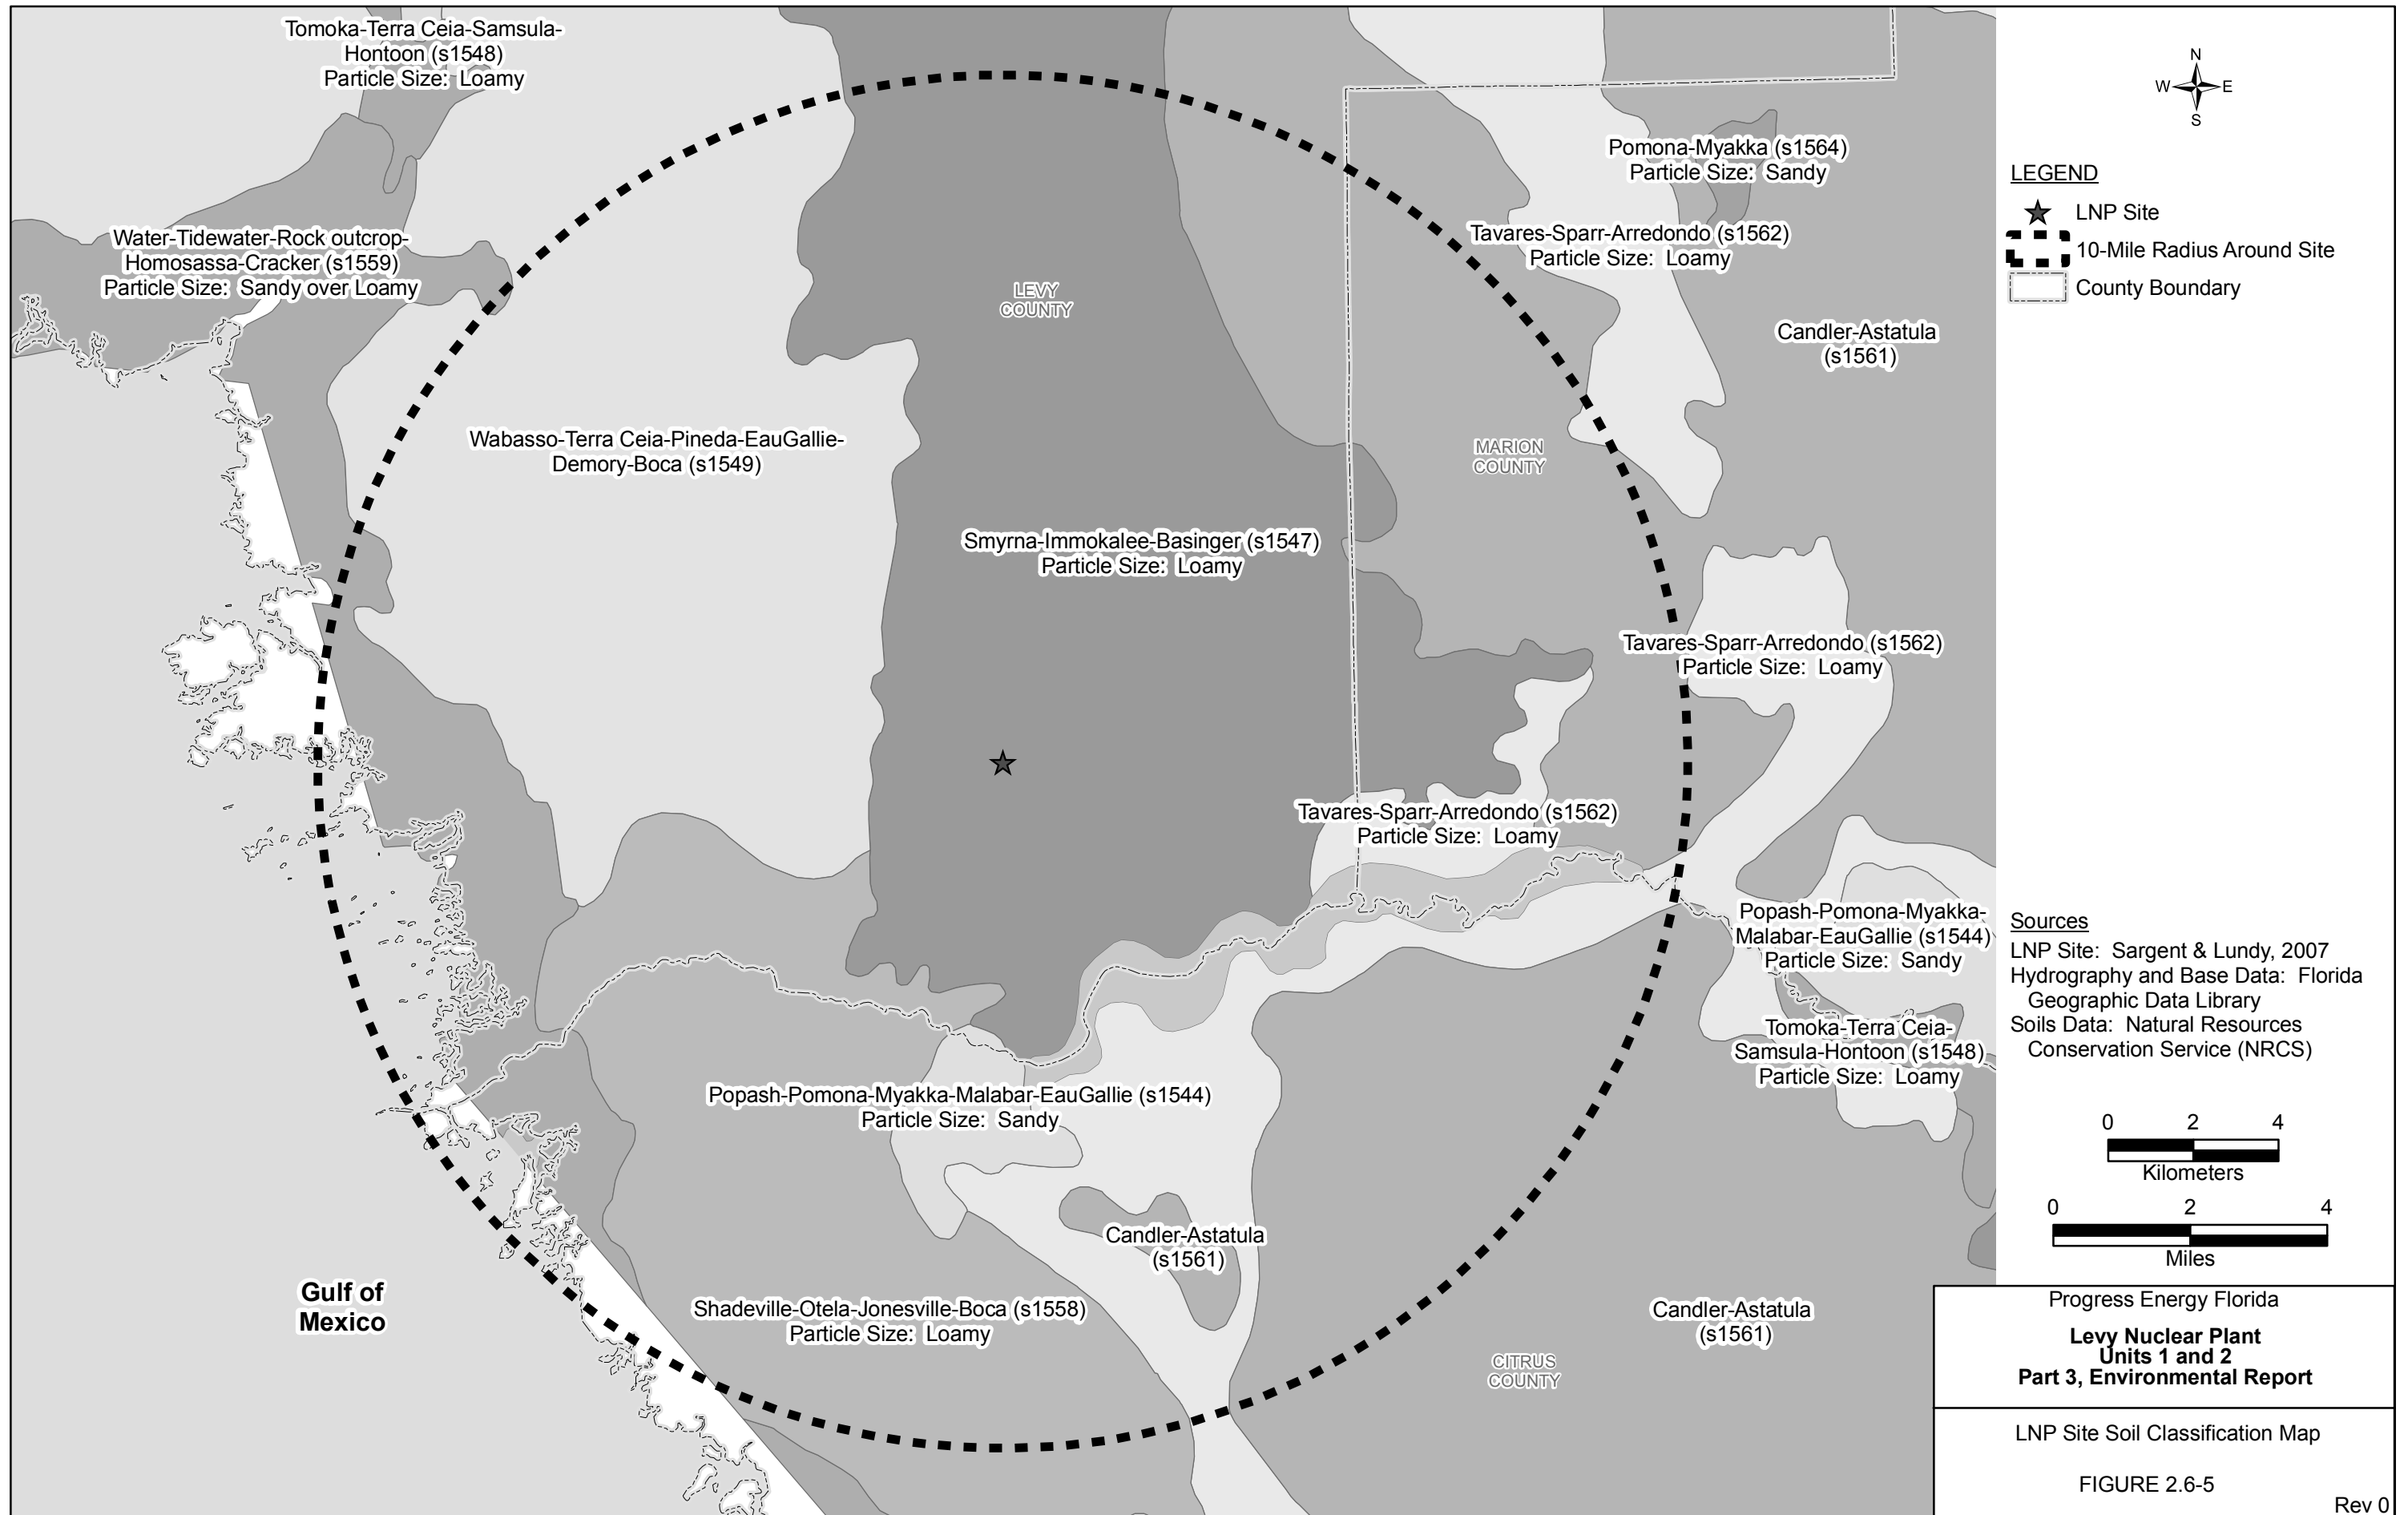 Tomoka-Terra Ceia-Samsula-
Hontoon (s1548)
Particle Size: Loamy
Water-Tidewater-Rock outcrop-
Homosassa-Cracker (s1559)
Particle Size: Sandy over Loamy
Pomona-Myakka (s1564)
Particle Size: Sandy
Tavares-Sparr-Arredondo (s1562)
Particle Size: Loamy
LEVY
COUNTY
Candler-Astatula
(s1561)
Wabasso-Terra Ceia-Pineda-EauGallie-
Demory-Boca (s1549)
MARION
COUNTY
Smyrna-Immokalee-Basinger (s1547)
Particle Size: Loamy
Tavares-Sparr-Arredondo (s1562)
Particle Size: Loamy
Tavares-Sparr-Arredondo (s1562)
Particle Size: Loamy
Popash-Pomona-Myakka-
Malabar-EauGallie (s1544)
Particle Size: Sandy
Tomoka-Terra Ceia-
Samsula-Hontoon (s1548)
Particle Size: Loamy
Popash-Pomona-Myakka-Malabar-EauGallie (s1544)
Particle Size: Sandy
Candler-Astatula
(s1561)
Gulf of
Mexico
Shadeville-Otela-Jonesville-Boca (s1558)
Particle Size: Loamy
Candler-Astatula
(s1561)
CITRUS
COUNTY
N
W E
S
LEGEND
LNP Site
10-Mile Radius Around Site
County Boundary
Sources
LNP Site: Sargent & Lundy, 2007
Hydrography and Base Data: Florida
Geographic Data Library
Soils Data: Natural Resources
Conservation Service (NRCS)
0 2 4
Kilometers
0 2 4
Miles
Progress Energy Florida
Levy Nuclear Plant
Units 1 and 2
Part 3, Environmental Report
LNP Site Soil Classification Map
FIGURE 2.6-5
Rev 0